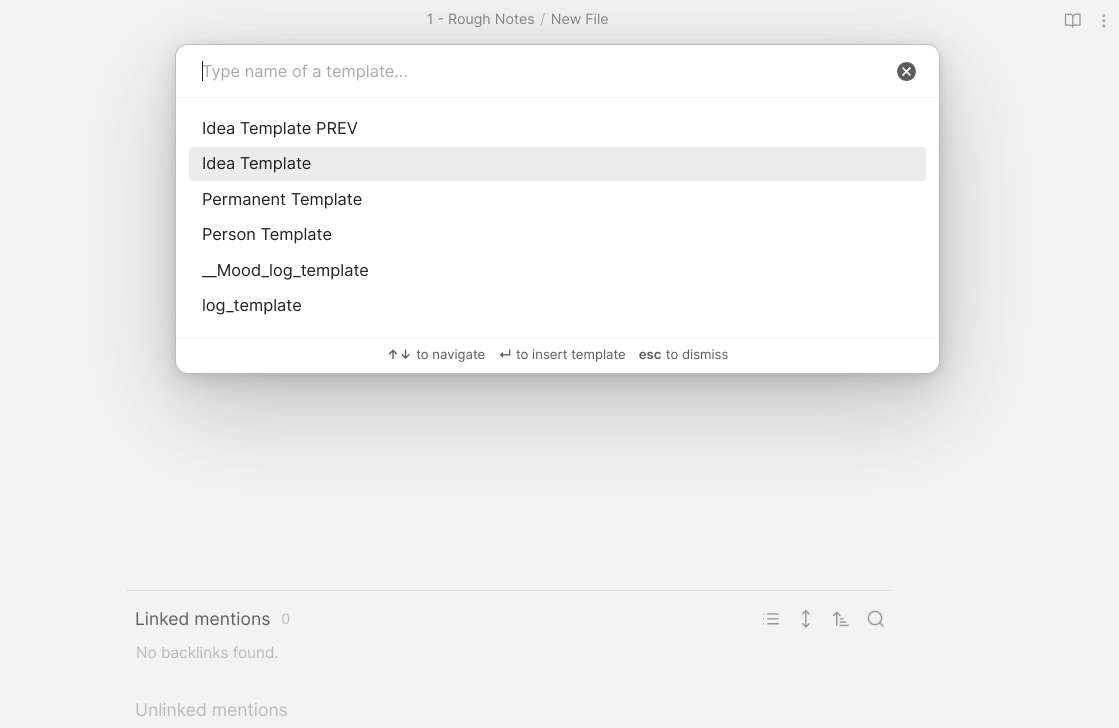 1 - Rough Notes / New File
Type name of a template...
Idea Template PREV
Idea Template
Permanent Template
Person Template
__Mood_log_template
log_template
↑↓ to navigate ↵ to insert template esc to dismiss
Linked mentions 0
No backlinks found.
Unlinked mentions